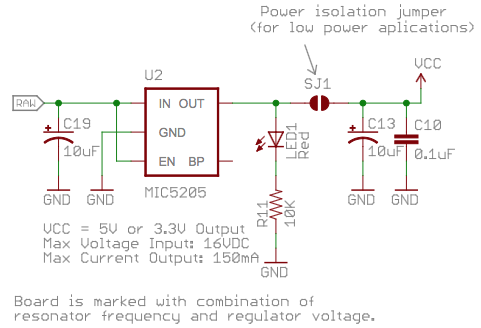 Power isolation jumper
(for low power aplications)
VCC
SJ1
U2
RAW
IN OUT
GND
EN BP
MIC5205
C19
10uF
GND
GND
LED1
Red
R11
10K
GND
C13
10uF
GND
C10
0.1uF
GND
VCC = 5V or 3.3V Output
Max Voltage Input: 16VDC
Max Current Output: 150mA
Board is marked with combination of
resonator frequency and regulator voltage.